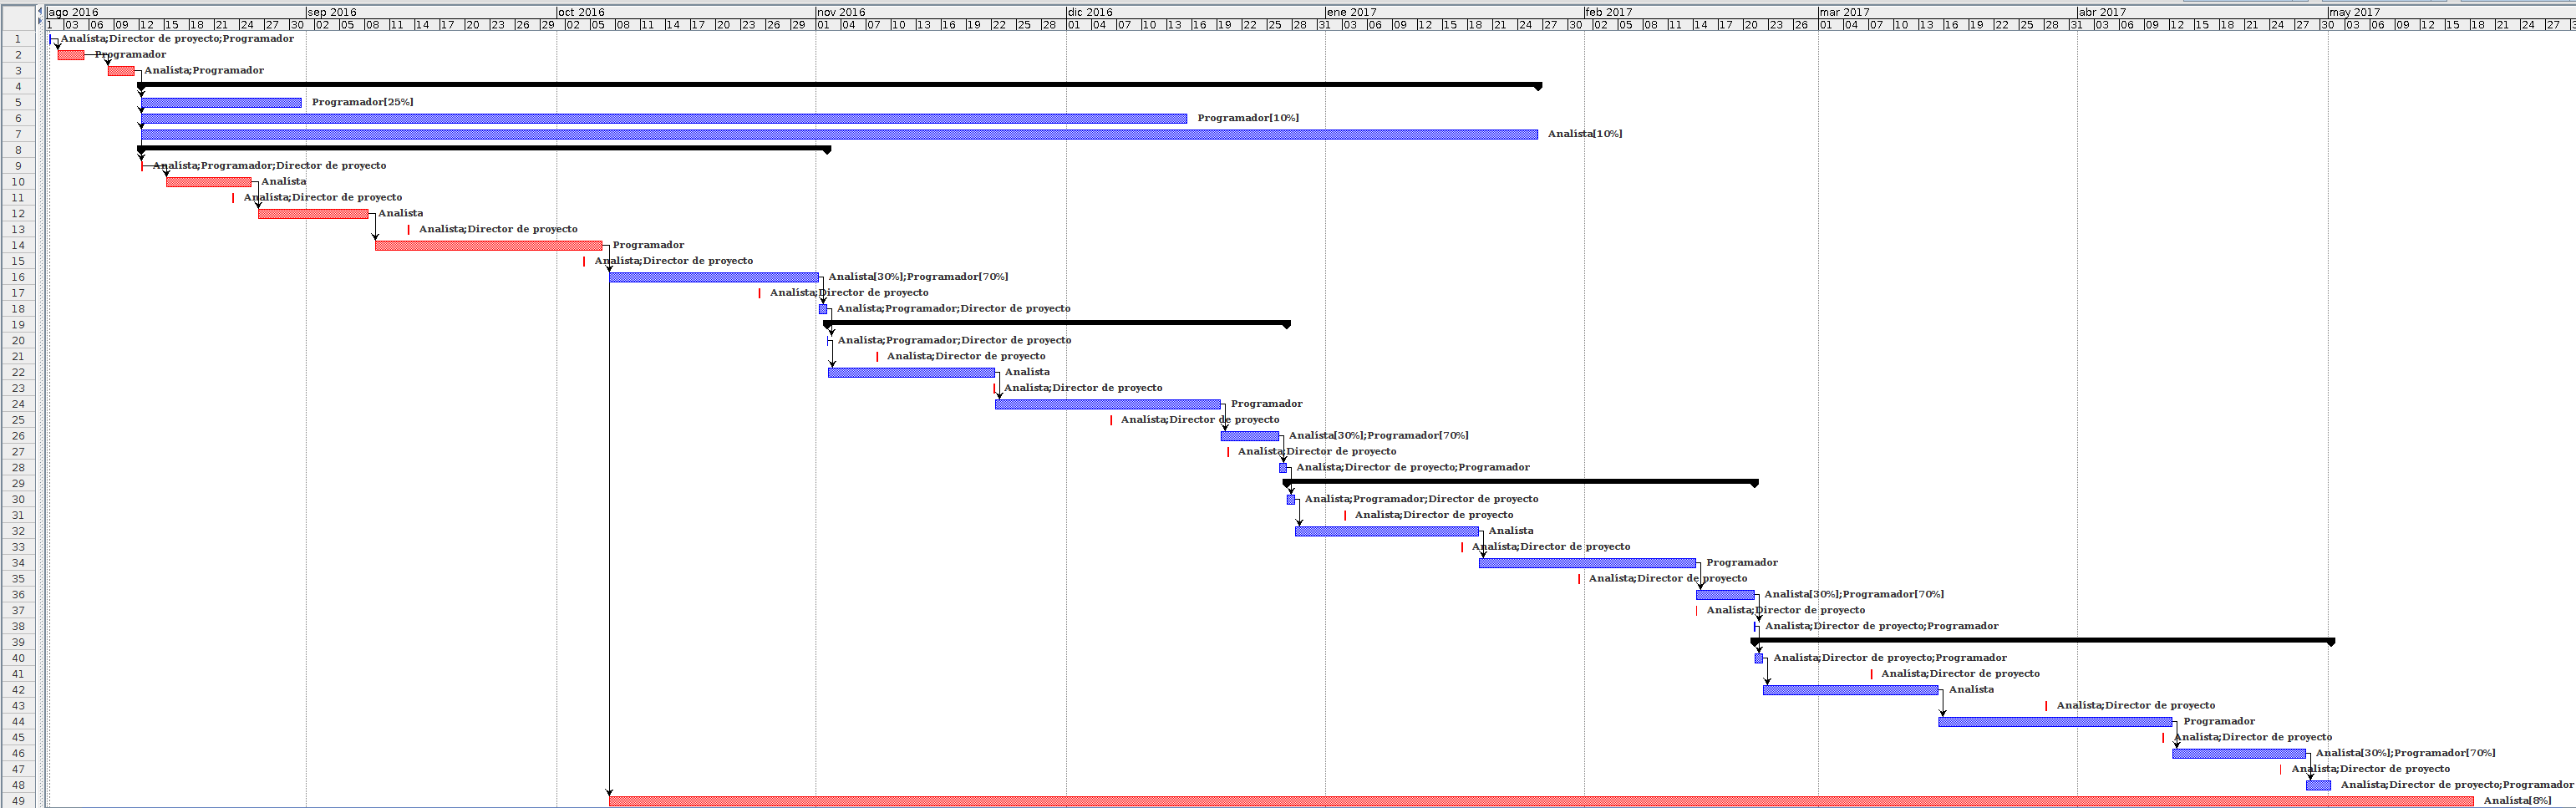 ago 2016 sep 2016 oct 2016 nov 2016 dic 2016 ene 2017 feb 2017 mar 2017 abr 2017 may 2017
1 03 06 09 12 15 18 21 24 27 30 02 05 08 11 14 17 20 23 26 29 02 05 08 11 14 17 20 23 26 29 01 04 07 10 13 16 19 22 25 28 01 04 07 10 13 16 19 22 25 28 31 03 06 09 12 15 18 21 24 27 30 02 05 08 11 14 17 20 23 26 01 04 07 10 13 16 19 22 25 28 31 03 06 09 12 15 18 21 24 27 30 03 06 09 12 15 18 21 24 27
1 Analista;Director de proyecto;Programador
2 Programador
3 Analista;Programador
4
5 Programador[25%]
6 Programador[10%]
7 Analista[10%]
8
9 Analista;Programador;Director de proyecto
10 Analista
11 Analista;Director de proyecto
12 Analista
13 Analista;Director de proyecto
14 Programador
15 Analista;Director de proyecto
16 Analista[30%];Programador[70%]
17 Analista;Director de proyecto
18 Analista;Programador;Director de proyecto
19
20 Analista;Programador;Director de proyecto
21 Analista;Director de proyecto
22 Analista
23 Analista;Director de proyecto
24 Programador
25 Analista;Director de proyecto
26 Analista[30%];Programador[70%]
27 Analista;Director de proyecto
28 Analista;Director de proyecto;Programador
29
30 Analista;Programador;Director de proyecto
31 Analista;Director de proyecto
32 Analista
33 Analista;Director de proyecto
34 Programador
35 Analista;Director de proyecto
36 Analista[30%];Programador[70%]
37 Analista;Director de proyecto
38 Analista;Director de proyecto;Programador
39
40 Analista;Director de proyecto;Programador
41 Analista;Director de proyecto
42 Analista
43 Analista;Director de proyecto
44 Programador
45 Analista;Director de proyecto
46 Analista[30%];Programador[70%]
47 Analista;Director de proyecto
48 Analista;Director de proyecto;Programador
49 Analista[8%]